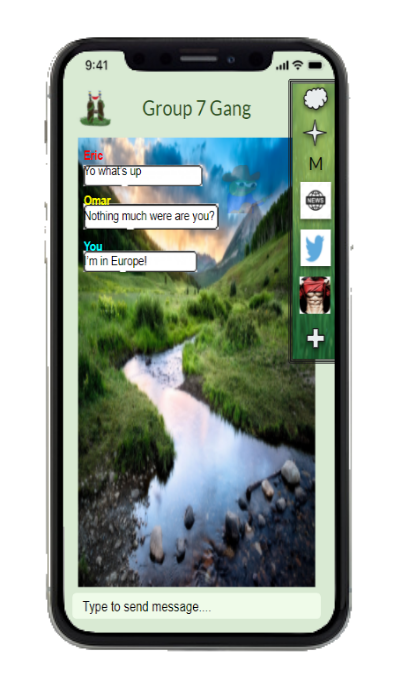 9:41
Group 7 Gang
Eric
Yo what's up
Omar
Nothing much were are you?
You
I'm in Europe!
M
NEWS
Type to send message....